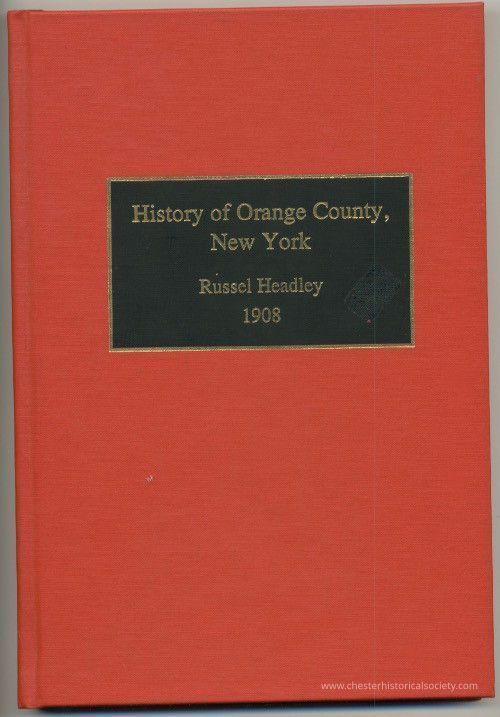 History of Orange County,
New York
Russel Headley
1908
www.chesterhistoricalsociety.com